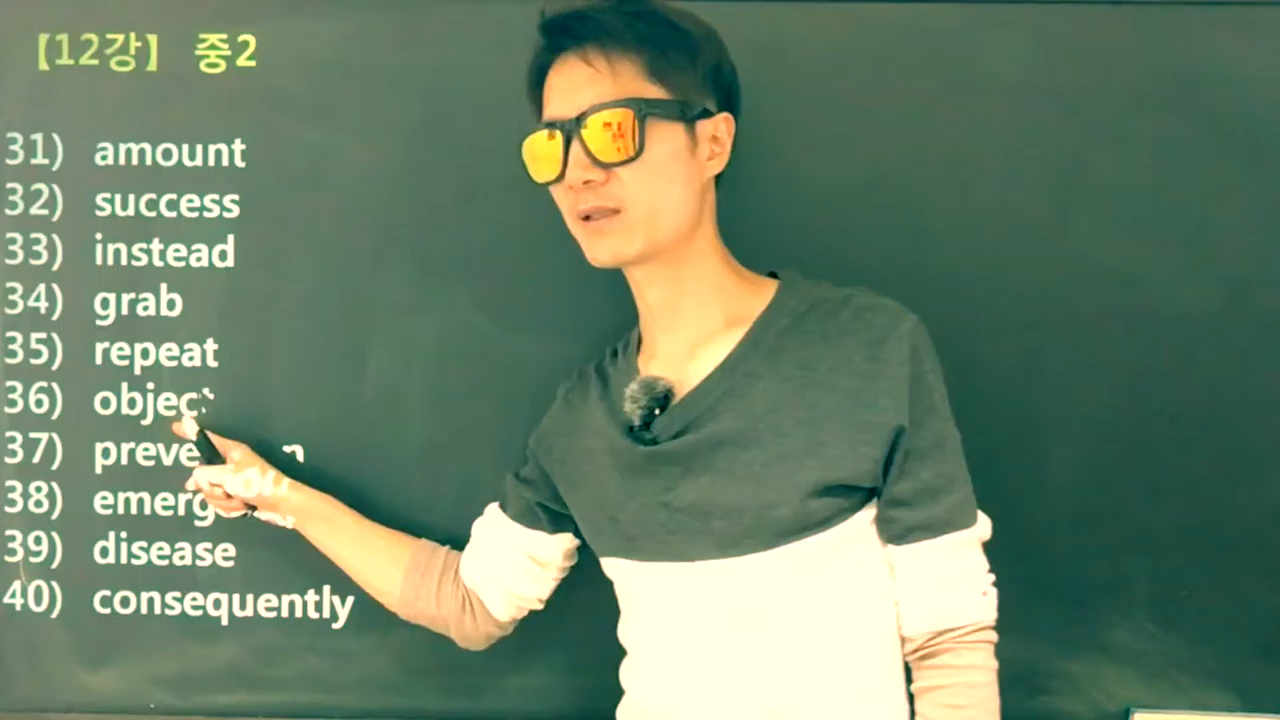 【12강】 중2
31) amount
32) success
33) instead
34) grab
35) repeat
36) object
37)
38)
39) disease
40) consequently